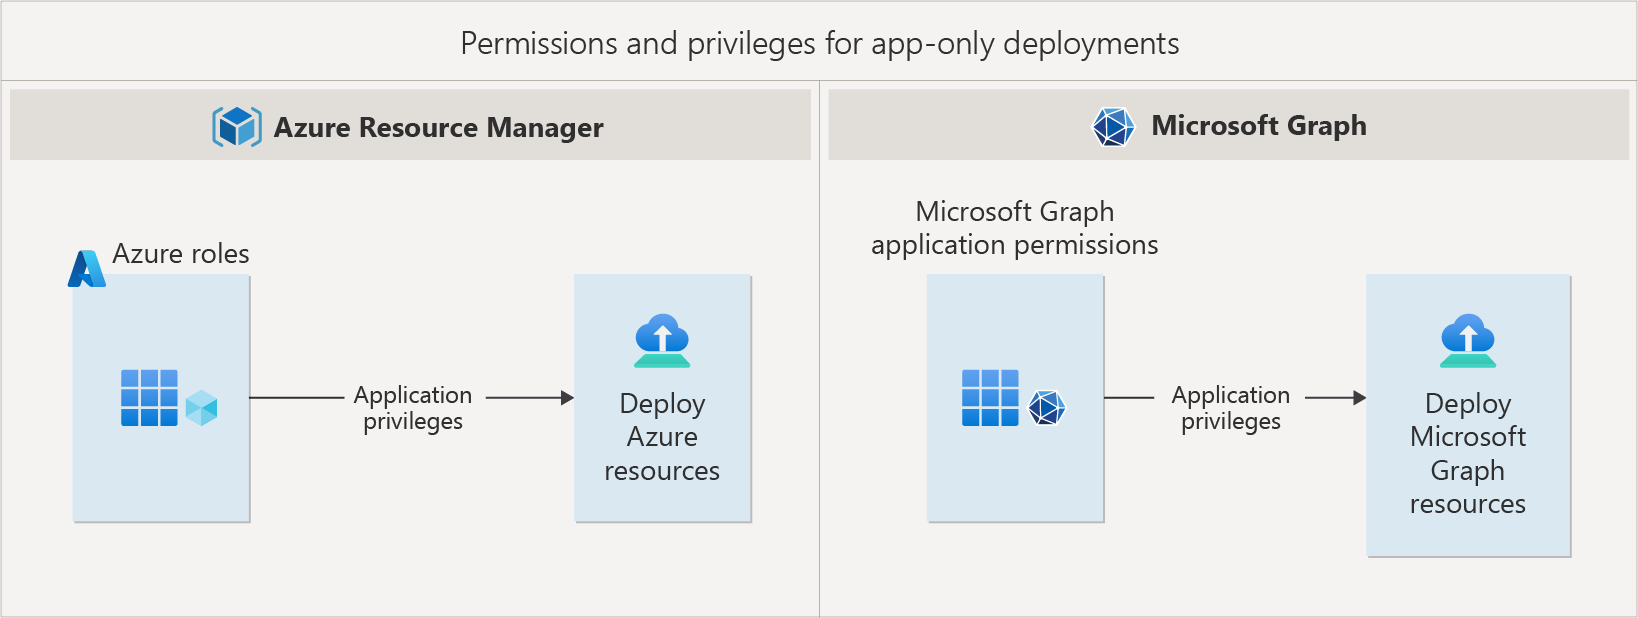 Permissions and privileges for app-only deployments
Azure Resource Manager
Azure roles
Application
privileges
Deploy
Azure
resources
Microsoft Graph
Microsoft Graph
application permissions
Application
privileges
Deploy
Microsoft
Graph
resources